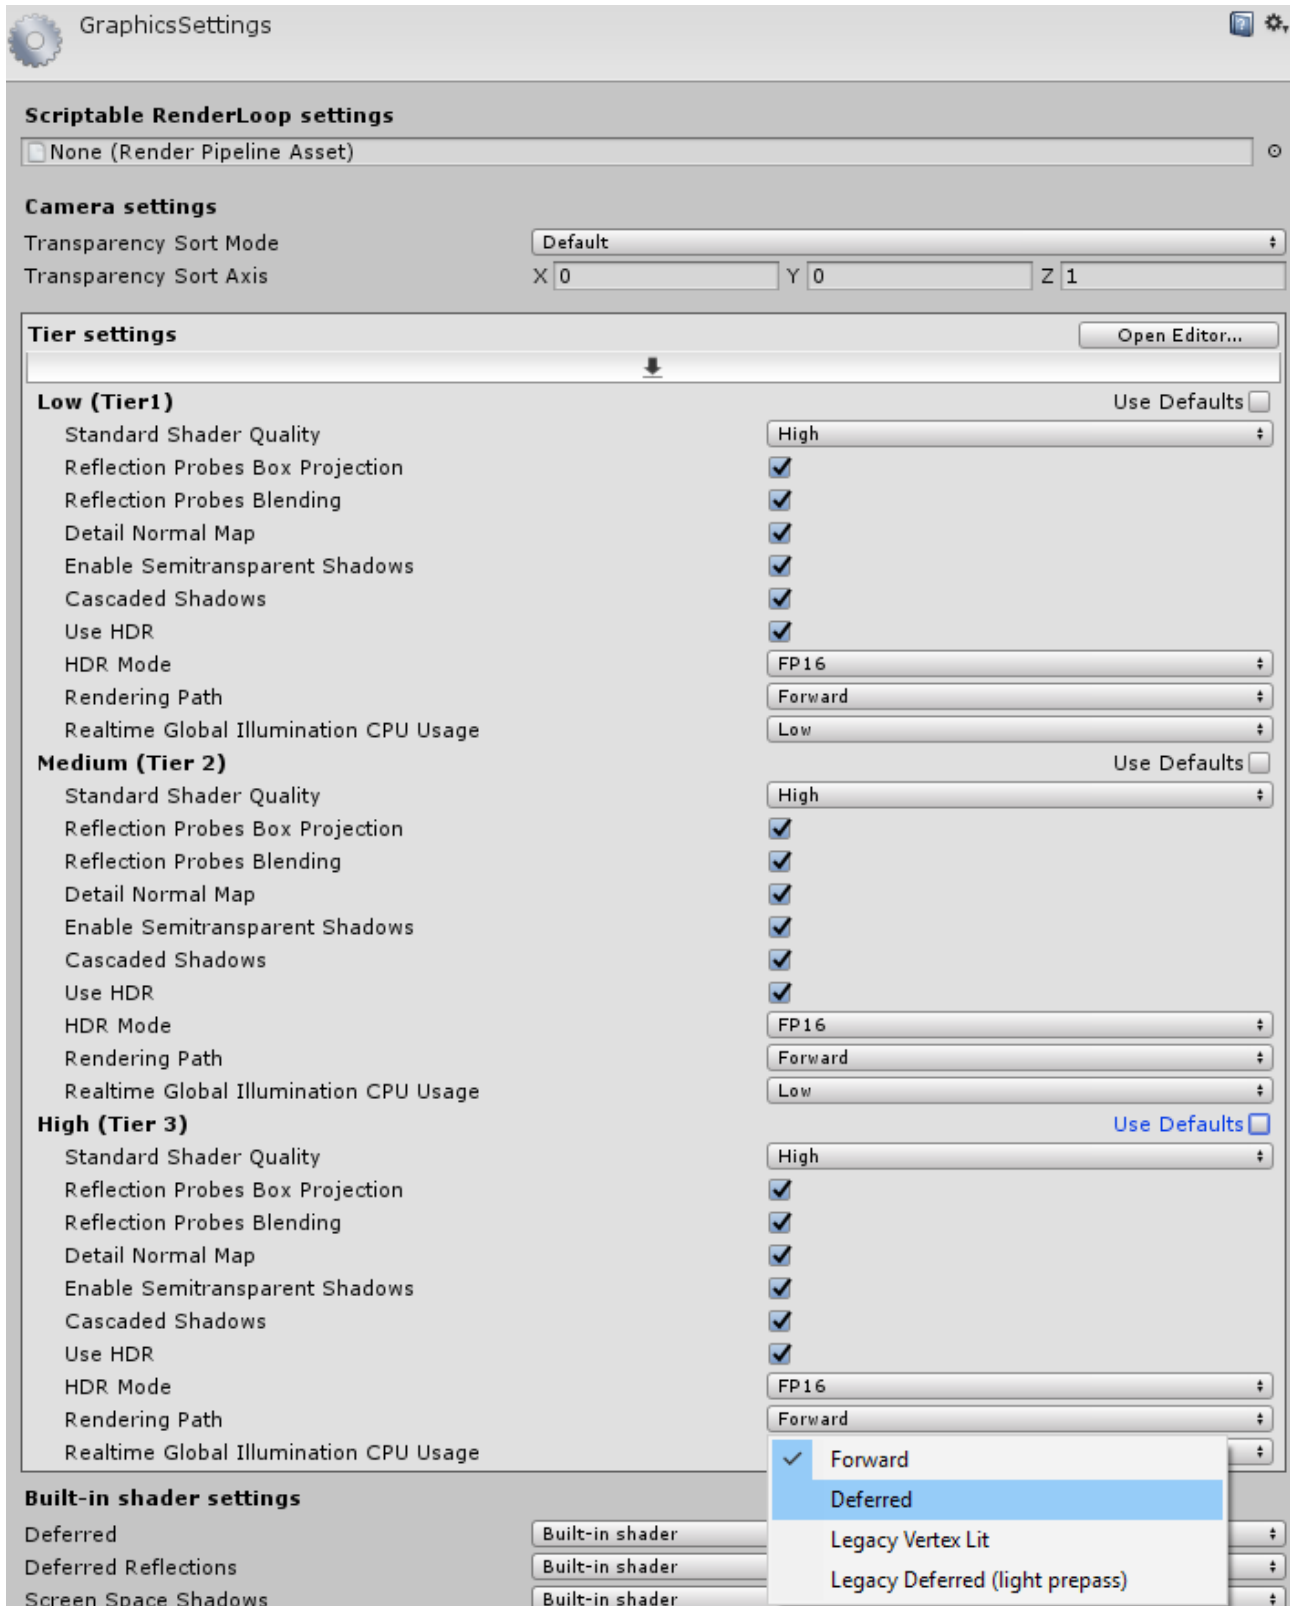 GraphicsSettings
Scriptable RenderLoop settings
None (Render Pipeline Asset)
Camera settings
Transparency Sort Mode Default
Transparency Sort Axis X 0 Y 0 Z 1
Tier settings Open Editor...
Low (Tier1) Use Defaults
Standard Shader Quality High
Reflection Probes Box Projection
Reflection Probes Blending
Detail Normal Map
Enable Semitransparent Shadows
Cascaded Shadows
Use HDR
HDR Mode FP16
Rendering Path Forward
Realtime Global Illumination CPU Usage Low
Medium (Tier 2) Use Defaults
Standard Shader Quality High
Reflection Probes Box Projection
Reflection Probes Blending
Detail Normal Map
Enable Semitransparent Shadows
Cascaded Shadows
Use HDR
HDR Mode FP16
Rendering Path Forward
Realtime Global Illumination CPU Usage Low
High (Tier 3) Use Defaults
Standard Shader Quality High
Reflection Probes Box Projection
Reflection Probes Blending
Detail Normal Map
Enable Semitransparent Shadows
Cascaded Shadows
Use HDR
HDR Mode FP16
Rendering Path Forward
Realtime Global Illumination CPU Usage
Forward
Deferred
Legacy Vertex Lit
Legacy Deferred (light prepass)
Built-in shader settings
Deferred Built-in shader
Deferred Reflections Built-in shader
Screen Space Shadows Built-in shader